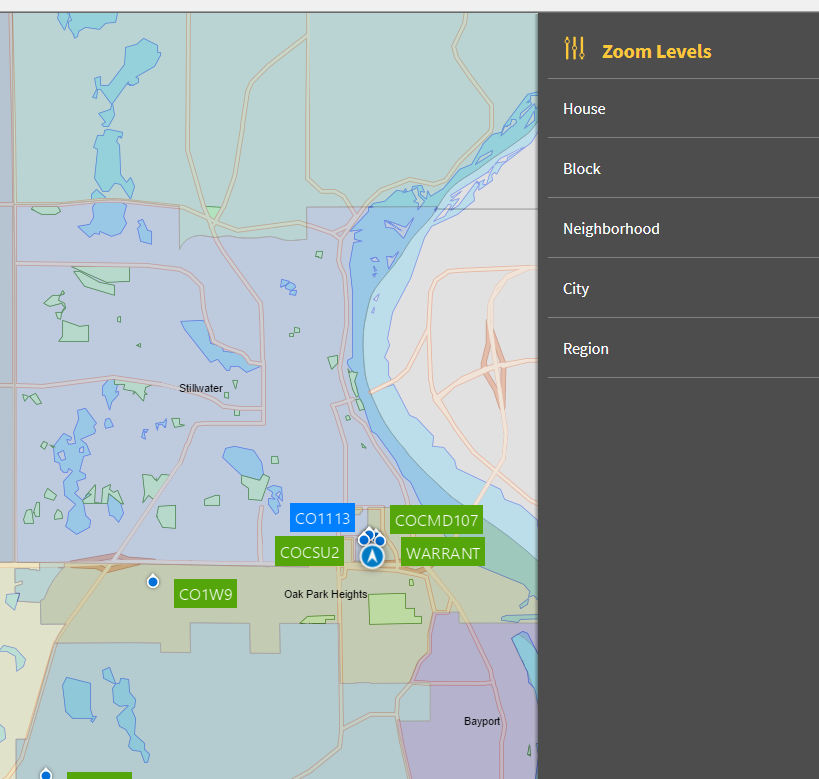 Zoom Levels
House
Block
Neighborhood
City
Region
Stillwater
CO1113
COCMD107
COCSU2
WARRANT
CO1W9
Oak Park Heights
Bayport